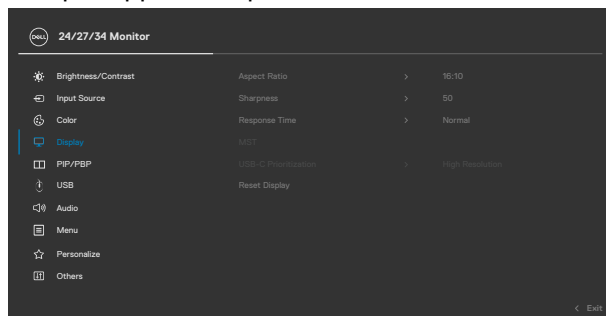 DELL 24/27/34 Monitor
Brightness/Contrast Aspect Ratio > 16:10
Input Source Sharpness > 50
Color Response Time > Normal
Display MST
PIP/PBP USB-C Prioritization > High Resolution
USB Reset Display
Audio
Menu
Personalize
Others
< Exit